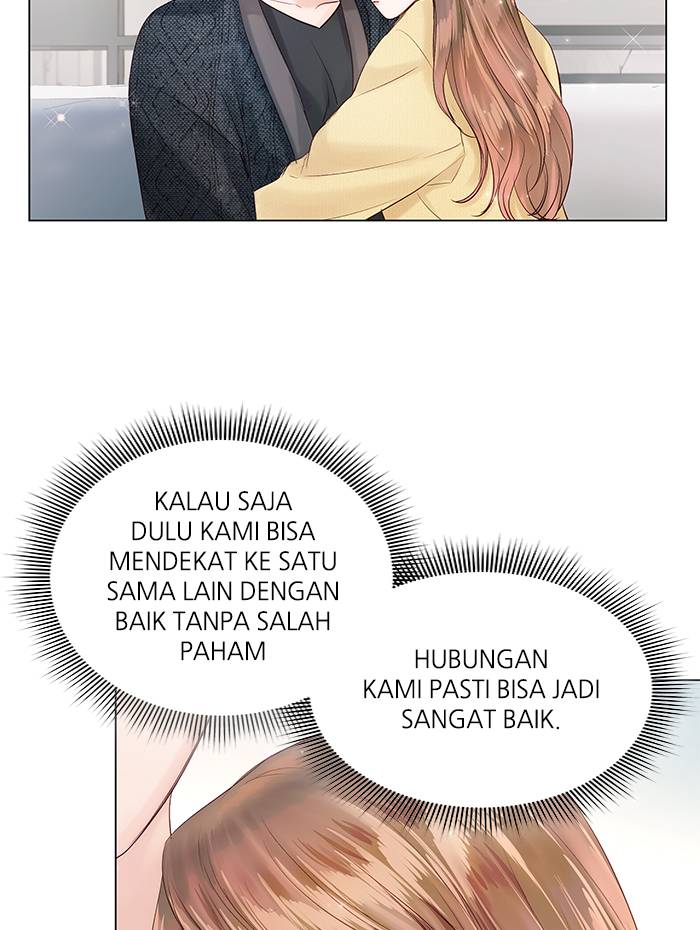 KALAU SAJA
DULU KAMI BISA
MENDEKAT KE SATU
SAMA LAIN DENGAN
BAIK TANPA SALAH
PAHAM
HUBUNGAN
KAMI PASTI BISA JADI
SANGAT BAIK.